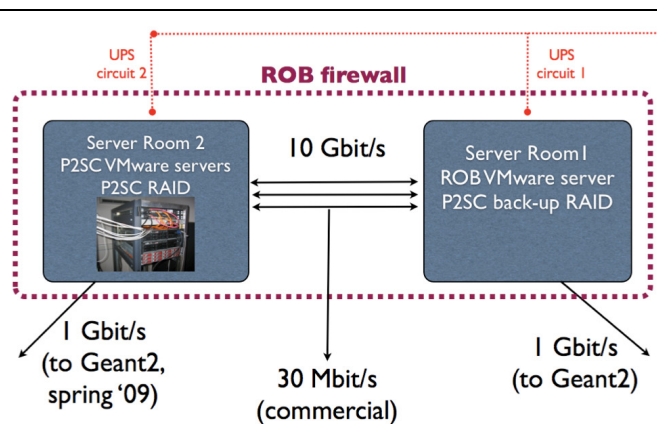 UPS
circuit 2
UPS
circuit 1
ROB firewall
Server Room 2
P2SC VMware servers
P2SC RAID
10 Gbit/s
Server Room1
ROB VMware server
P2SC back-up RAID
1 Gbit/s
(to Geant2,
spring ‘09)
30 Mbit/s
(commercial)
1 Gbit/s
(to Geant2)